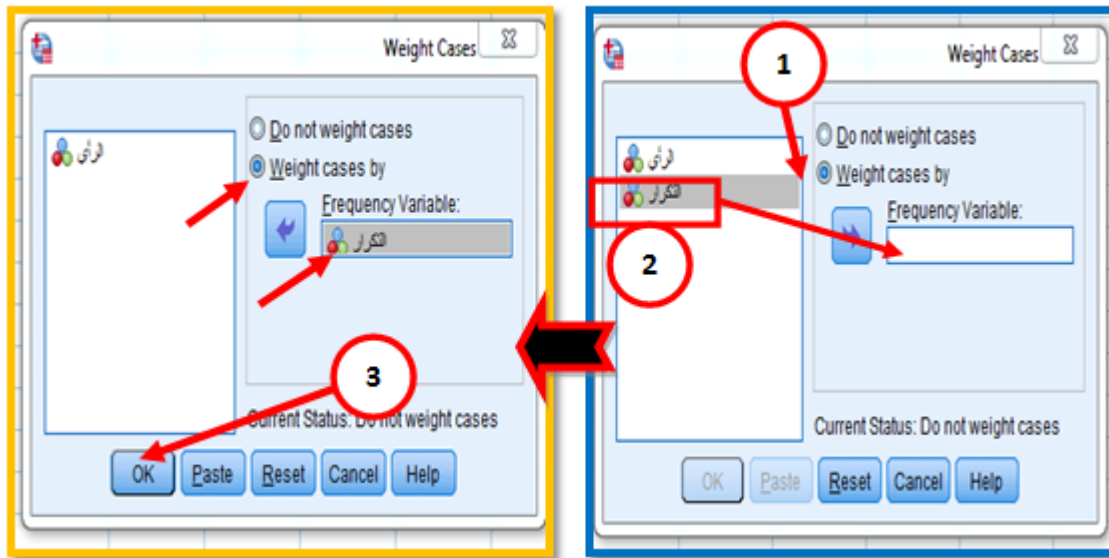 Weight Cases
الرأى
Do not weight cases
Weight cases by
Frequency Variable:
التكرار
3
Current Status: Do not weight cases
OK
Paste
Reset
Cancel
Help
Weight Cases
1
الرأى
التكرار
2
Do not weight cases
Weight cases by
Frequency Variable:
Current Status: Do not weight cases
OK
Paste
Reset
Cancel
Help